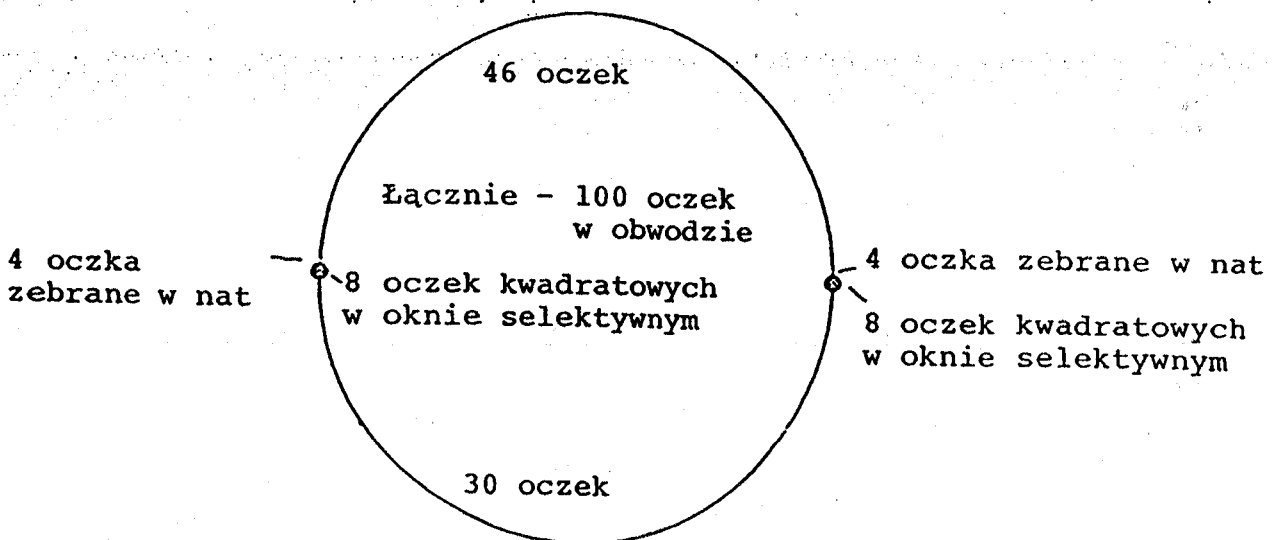 46 oczek
Łącznie - 100 oczek
w obwodzie
4 oczka
zebrane w nat
8 oczek kwadratowych
w oknie selektywnym
4 oczka zebrane w nat
8 oczek kwadratowych
w oknie selektywnym
30 oczek